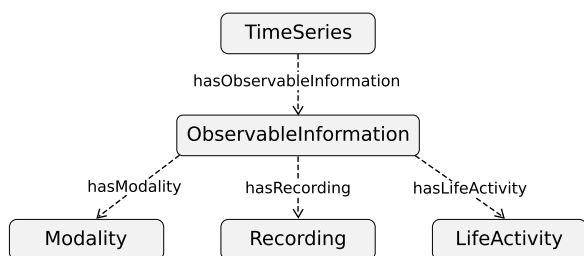 TimeSeries
hasObservableInformation
ObservableInformation
hasModality
hasRecording
hasLifeActivity
Modality
Recording
LifeActivity